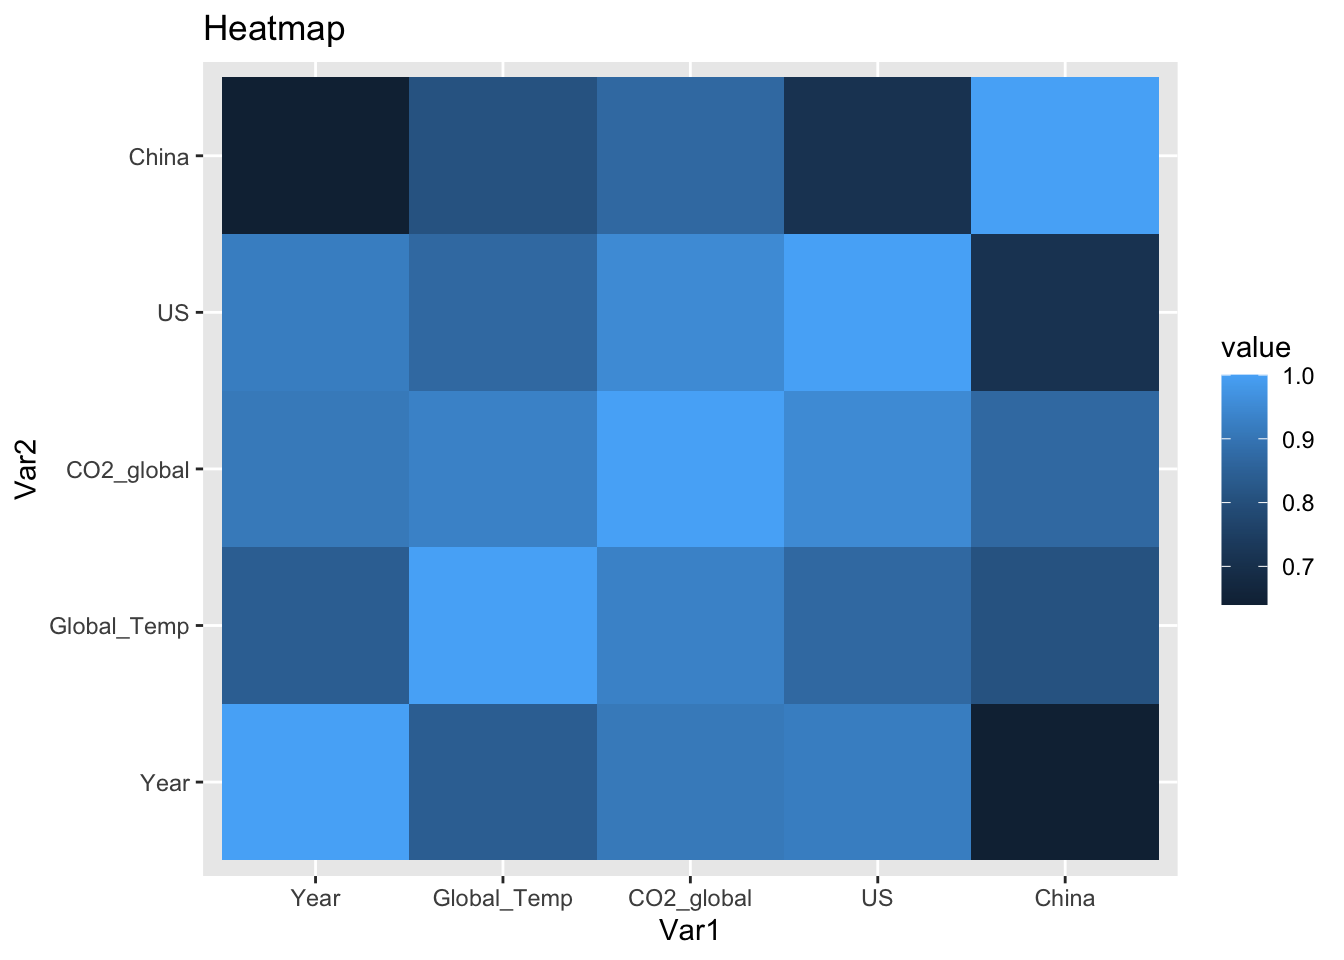 Heatmap
China
US
CO2_global
Global_Temp
Year
Var2
Year Global_Temp CO2_global US China
Var1
value
1.0
0.9
0.8
0.7